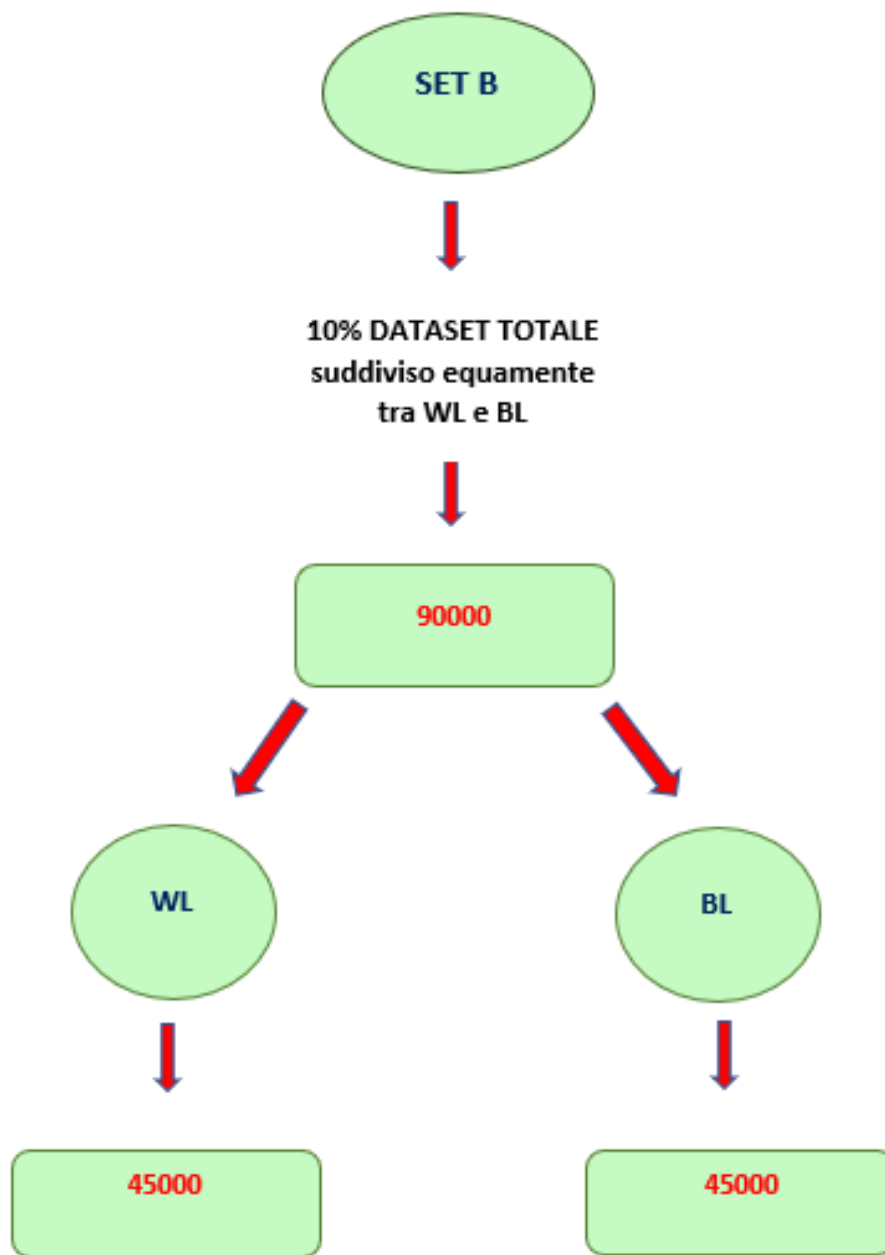 SET B
10% DATASET TOTALE
suddiviso equamente
tra WL e BL
90000
WL
BL
45000
45000